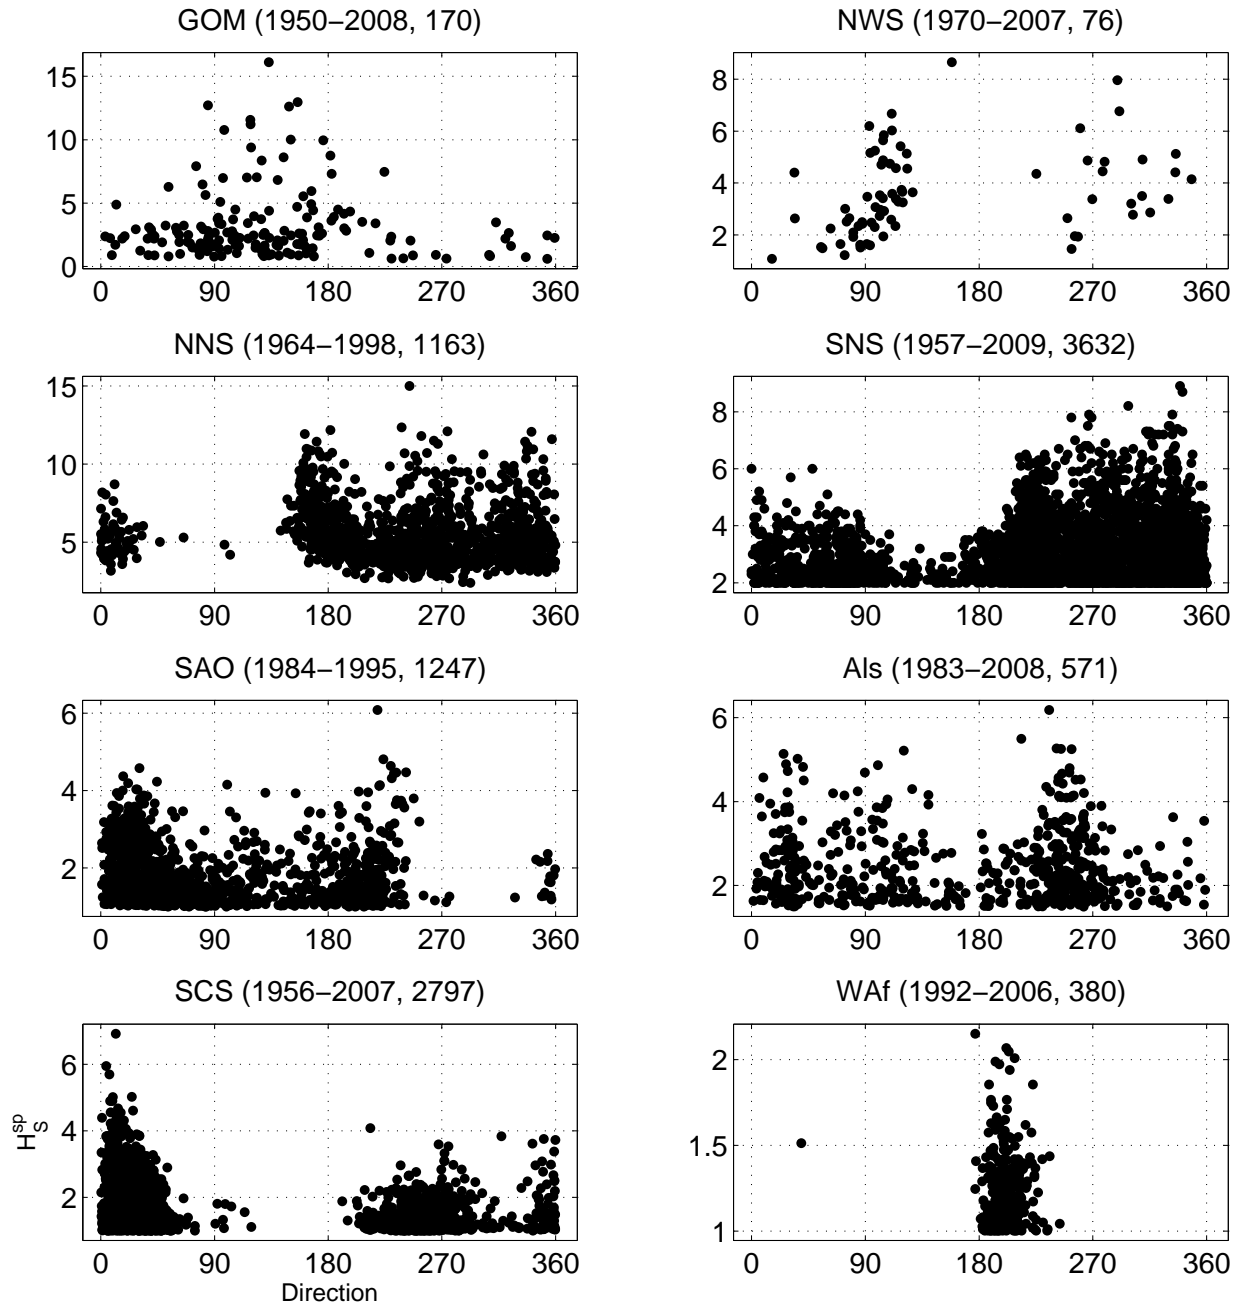 GOM (1950−2008, 170)
15
10
5
0
0 90 180 270 360
NWS (1970−2007, 76)
8
6
4
2
0 90 180 270 360
NNS (1964−1998, 1163)
15
10
5
0 90 180 270 360
SNS (1957−2009, 3632)
8
6
4
2
0 90 180 270 360
SAO (1984−1995, 1247)
6
4
2
0 90 180 270 360
Als (1983−2008, 571)
6
4
2
0 90 180 270 360
SCS (1956−2007, 2797)
6
4
2
H_S^sp
0 90 180 270 360
Direction
WAf (1992−2006, 380)
2
1.5
1
0 90 180 270 360